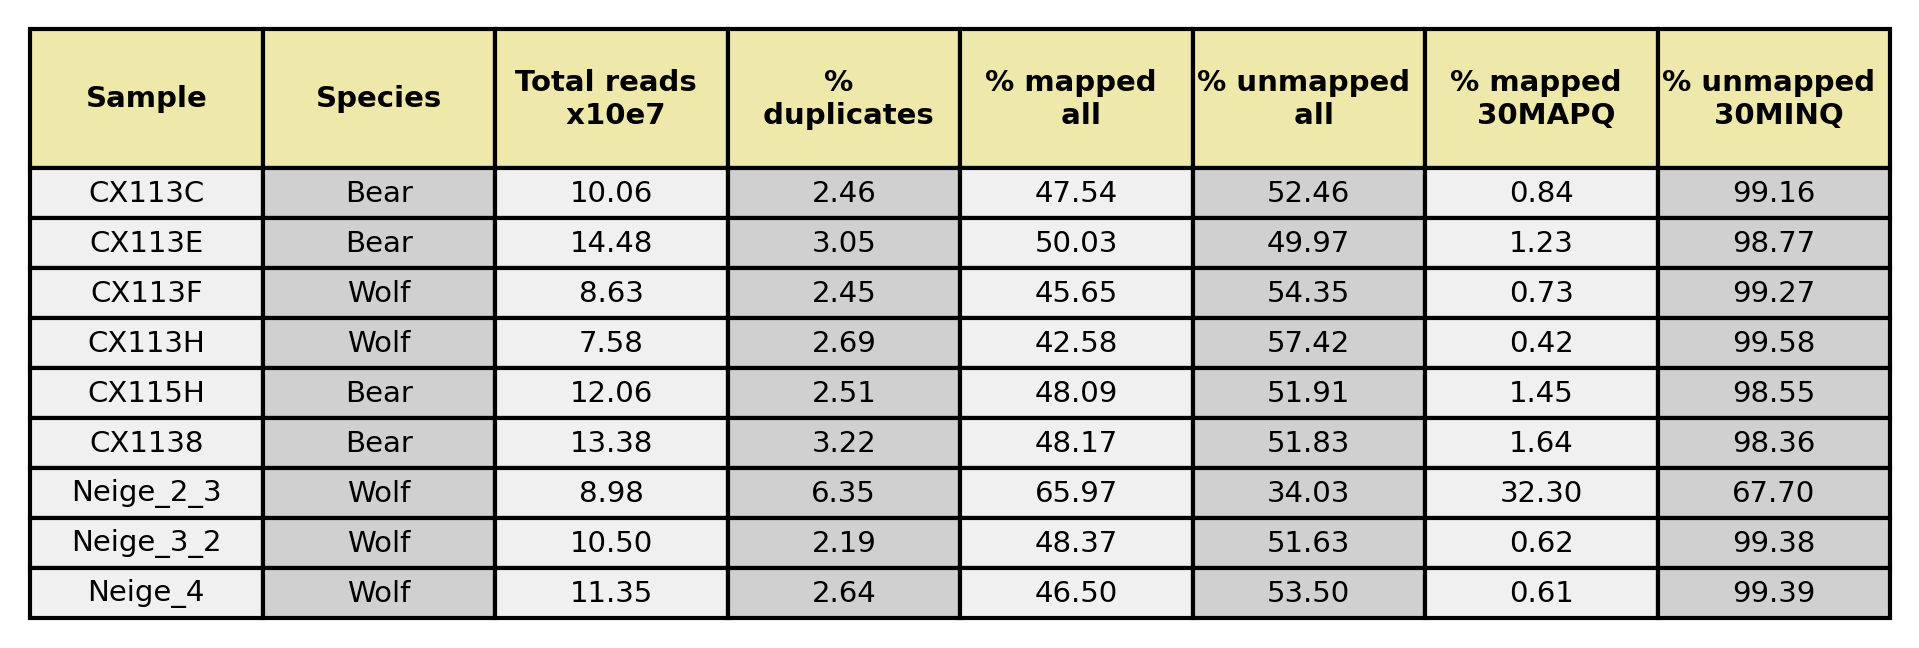 Sample Species Total reads x10e7 % duplicates % mapped all % unmapped all % mapped 30MAPQ % unmapped 30MINQ
CX113C Bear 10.06 2.46 47.54 52.46 0.84 99.16
CX113E Bear 14.48 3.05 50.03 49.97 1.23 98.77
CX113F Wolf 8.63 2.45 45.65 54.35 0.73 99.27
CX113H Wolf 7.58 2.69 42.58 57.42 0.42 99.58
CX115H Bear 12.06 2.51 48.09 51.91 1.45 98.55
CX1138 Bear 13.38 3.22 48.17 51.83 1.64 98.36
Neige_2_3 Wolf 8.98 6.35 65.97 34.03 32.30 67.70
Neige_3_2 Wolf 10.50 2.19 48.37 51.63 0.62 99.38
Neige_4 Wolf 11.35 2.64 46.50 53.50 0.61 99.39